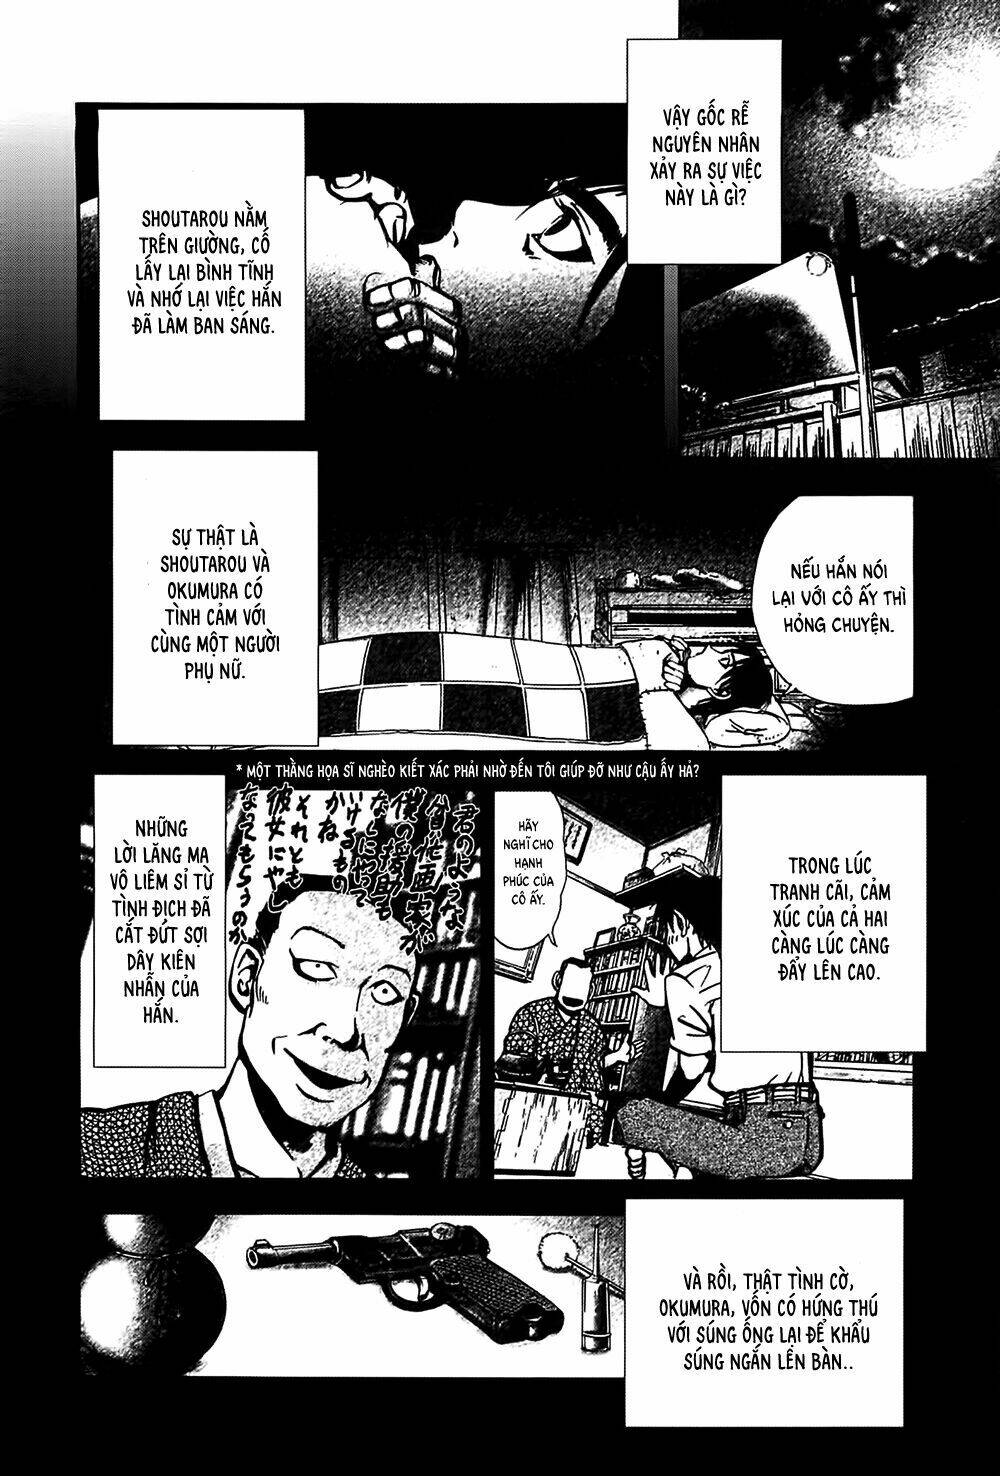 VẬY GỐC RỄ
NGUYÊN NHÂN
XẢY RA SỰ VIỆC
NÀY LÀ GÌ?
SHOUTAROU NẰM
TRÊN GIƯỜNG, CỐ
LẤY LẠI BÌNH TĨNH
VÀ NHỚ LẠI VIỆC HẮN
ĐÃ LÀM BAN SÁNG.
NẾU HẮN NÓI
LẠI VỚI CÔ ẤY THÌ
HỎNG CHUYỆN.
SỰ THẬT LÀ
SHOUTAROU VÀ
OKUMURA CÓ
TÌNH CẢM VỚI
CÙNG MỘT NGƯỜI
PHỤ NỮ.
* MỘT THẰNG HỌA SĨ NGHÈO KIẾT XÁC PHẢI NHỜ ĐẾN TÔI GIÚP ĐỠ NHƯ CẬU ẤY HẢ?
TRONG LÚC
TRANH CÃI, CẢM
XÚC CỦA CẢ HAI
CÀNG LÚC CÀNG
ĐẨY LÊN CAO.
HÃY
NGHĨ CHO
HẠNH
PHÚC CỦA
CÔ ẤY.
君のような
貧乏画家が
僕の援助も
なしにやって
いけるもの
かね
それとも
彼女にやし
なってもらうのか
NHỮNG
LỜI LĂNG MẠ
VÔ LIÊM SỈ TỪ
TÌNH ĐỊCH ĐÃ
CẮT ĐỨT SỢI
DÂY KIÊN
NHẪN CỦA
HẮN.
VÀ RỒI, THẬT TÌNH CỜ,
OKUMURA, VỐN CÓ HỨNG THÚ
VỚI SÚNG ỐNG LẠI ĐỂ KHẨU
SÚNG NGẮN LÊN BÀN..